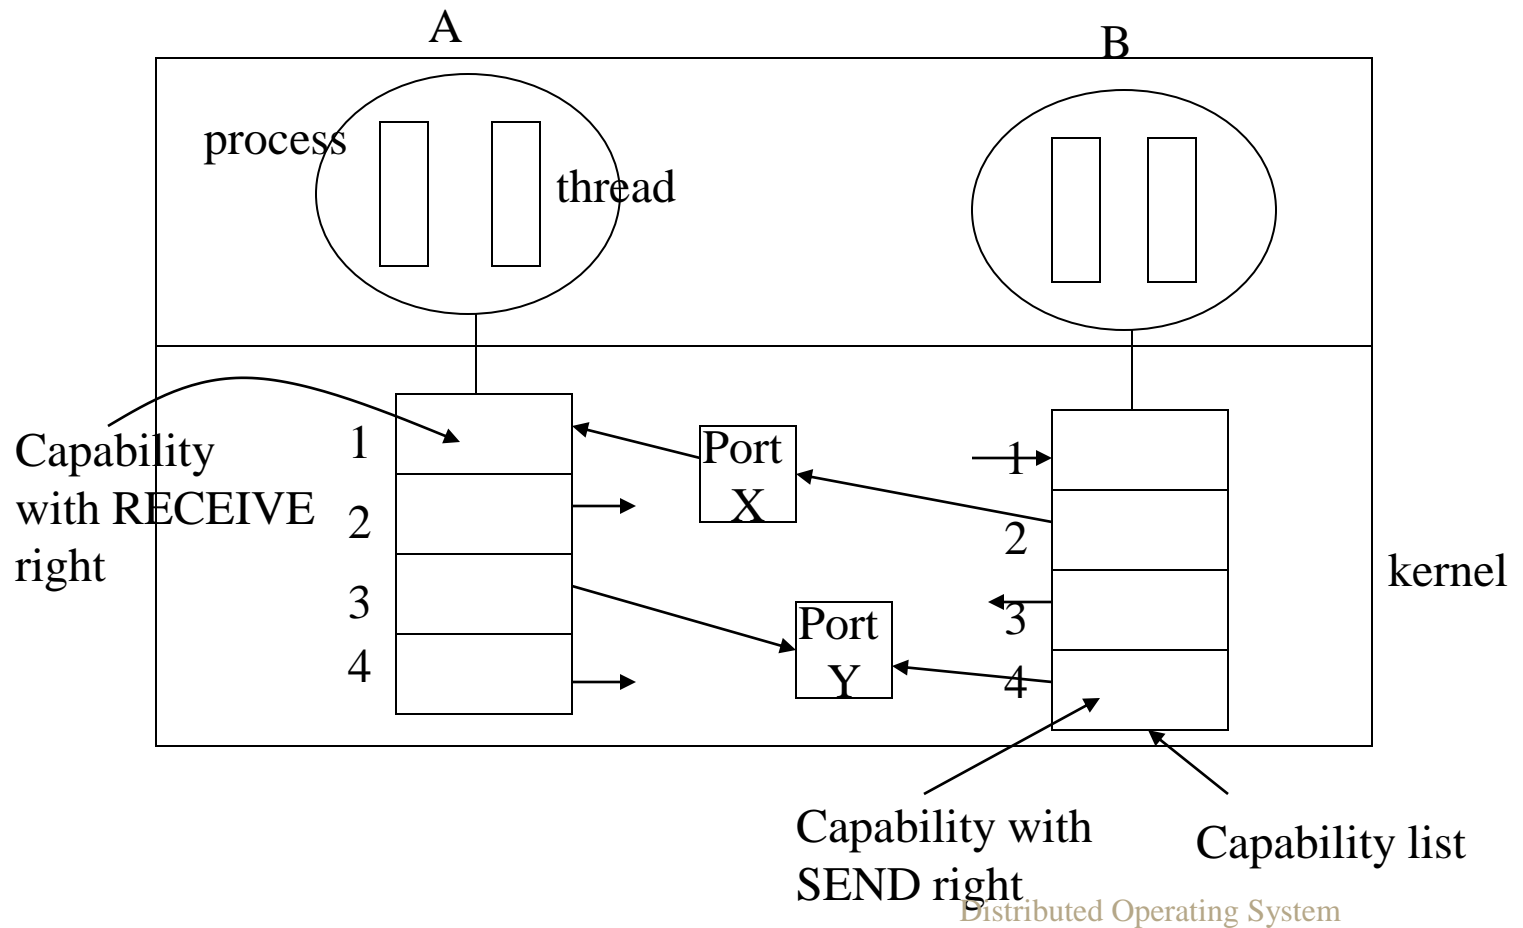 A
B
process
thread
Capability
with RECEIVE
right
1
2
3
4
Port
X
Port
Y
1
2
3
4
kernel
Capability with
SEND right
Capability list
Distributed Operating System